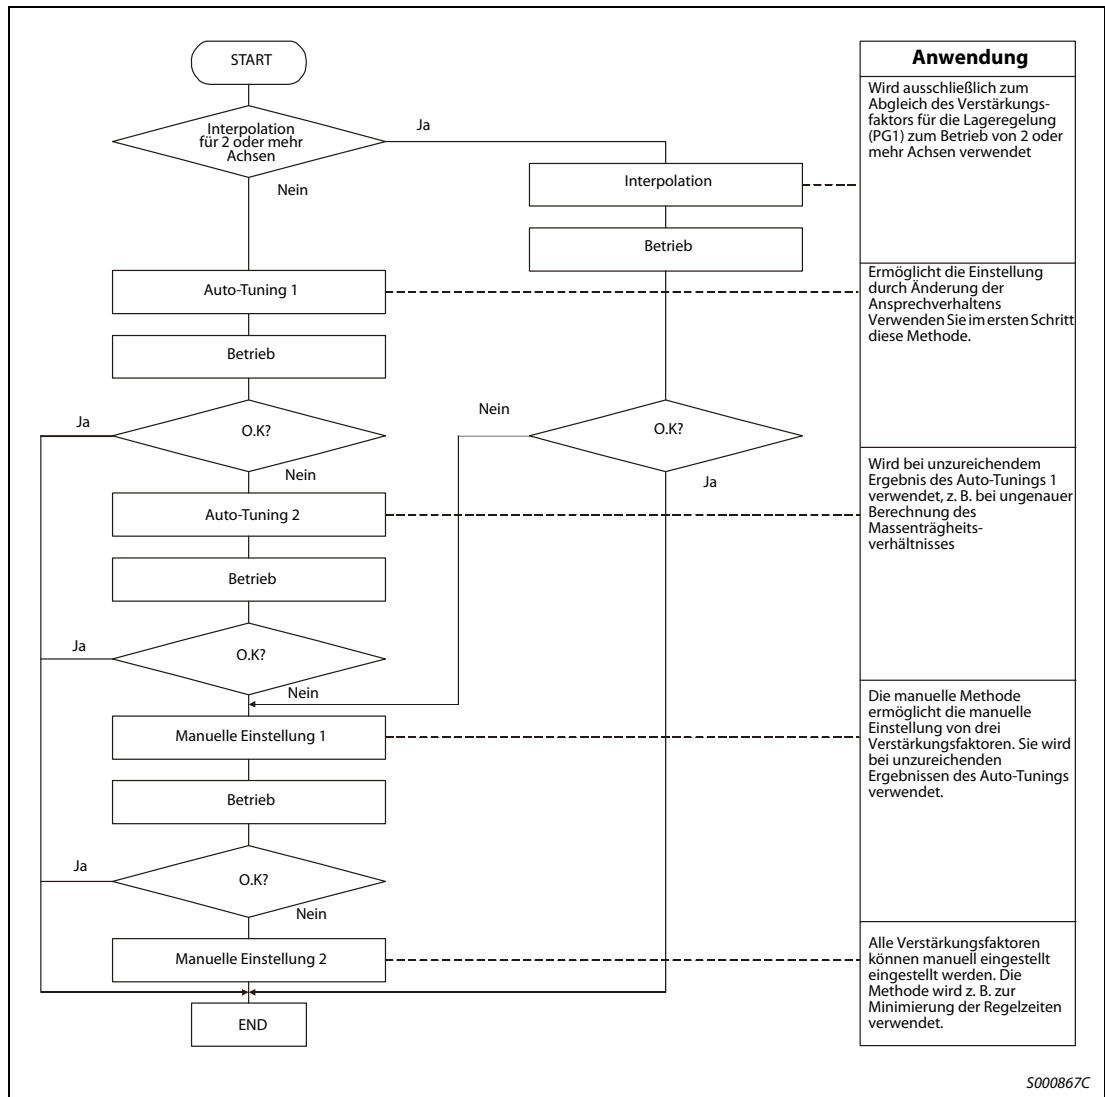 START
Interpolation
für 2 oder mehr
Achsen
Ja
Nein
Interpolation
Betrieb
Auto-Tuning 1
Betrieb
Ja
O.K?
Nein
Nein
O.K?
Ja
Auto-Tuning 2
Betrieb
Ja
O.K?
Nein
Manuelle Einstellung 1
Betrieb
Ja
O.K?
Nein
Manuelle Einstellung 2
END
Anwendung
Wird ausschließlich zum
Abgleich des Verstärkungs-
faktors für die Lageregelung
(PG1) zum Betrieb von 2 oder
mehr Achsen verwendet
Ermöglicht die Einstellung
durch Änderung der
Ansprechverhaltens
Verwenden Sie im ersten Schritt
diese Methode.
Wird bei unzureichendem
Ergebnis des Auto-Tunings 1
verwendet, z. B. bei ungenauer
Berechnung des
Massenträgheits-
verhältnisses
Die manuelle Methode
ermöglicht die manuelle
Einstellung von drei
Verstärkungsfaktoren. Sie wird
bei unzureichenden
Ergebnissen des Auto-Tunings
verwendet.
Alle Verstärkungsfaktoren
können manuell eingestellt
eingestellt werden. Die
Methode wird z. B. zur
Minimierung der Regelzeiten
verwendet.
S000867C